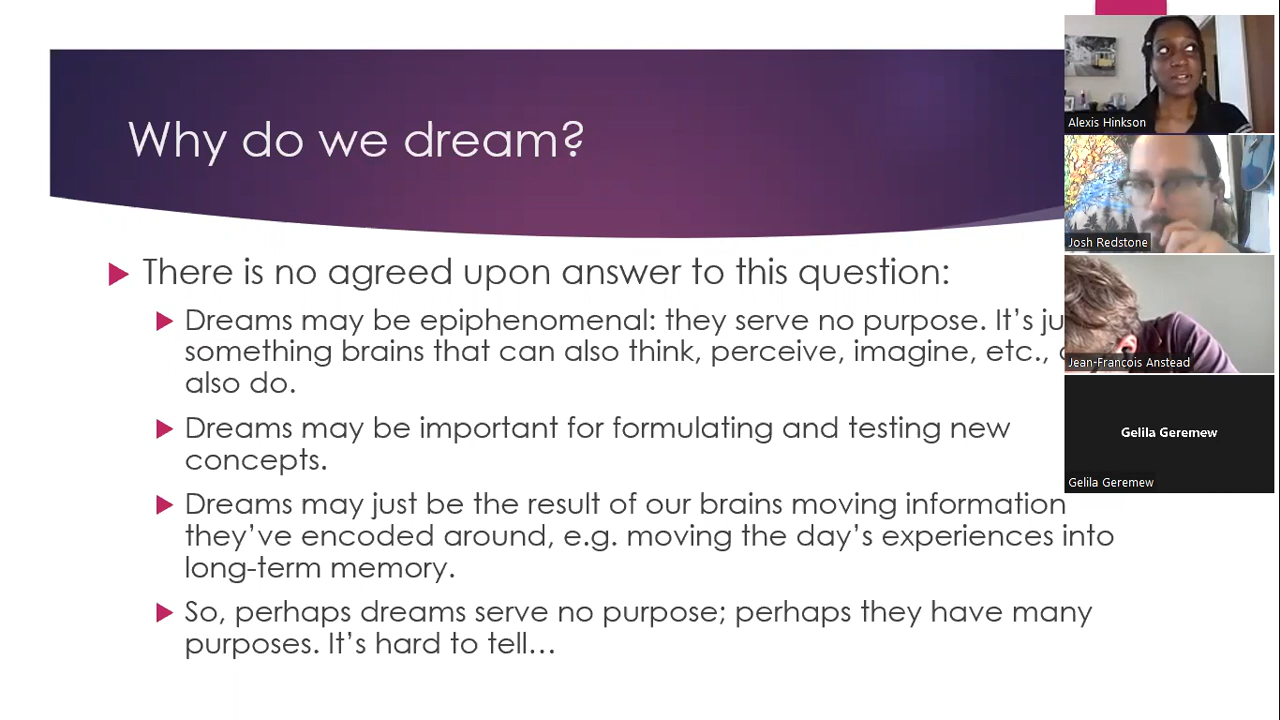 Why do we dream?
There is no agreed upon answer to this question:
Dreams may be epiphenomenal: they serve no purpose. It's
something brains that can also think, perceive, imagine, etc.,
also do.
Dreams may be important for formulating and testing new
concepts.
Dreams may just be the result of our brains moving information
they've encoded around, e.g. moving the day's experiences into
long-term memory.
So, perhaps dreams serve no purpose; perhaps they have many
purposes. It's hard to tell…
Alexis Hinkson
Josh Redstone
Jean-François Anstead
Gelila Geremew
Gelila Geremew